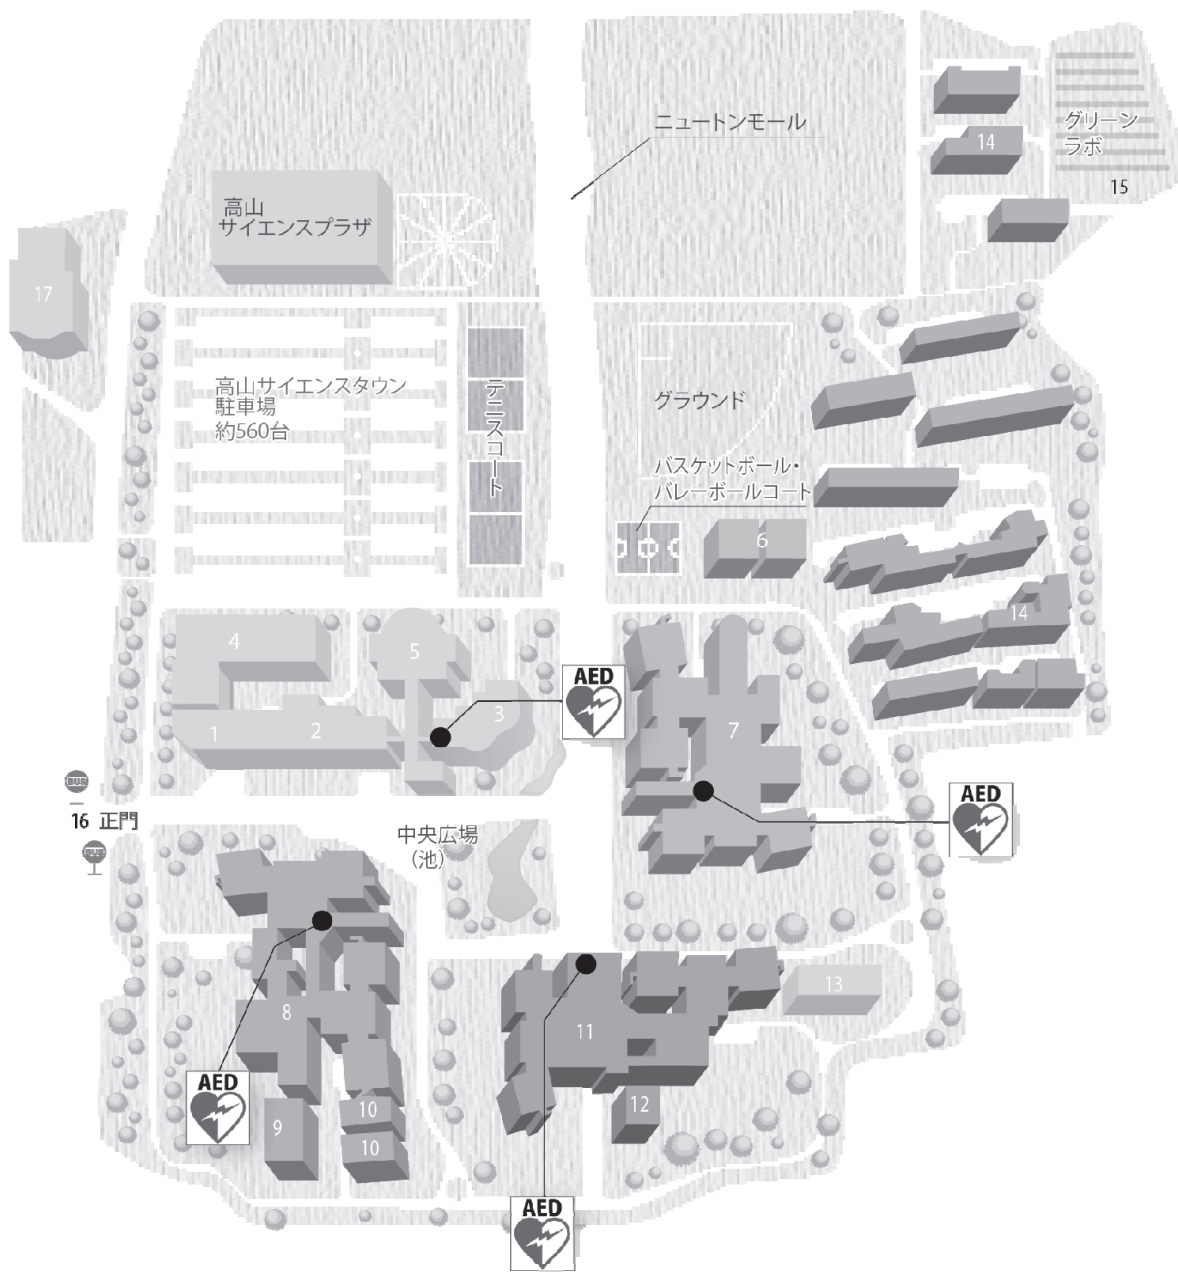 ニュートンモール
グリーン
ラボ
14
15
高山
サイエンスプラザ
17
高山サイエンスタウン
駐車場
約560台
テニスコート
グラウンド
バスケットボール・
バレーボールコート
6
14
4
5
3
1
2
AED
7
BUS
16 正門
BUS
AED
中央広場
(池)
8
11
13
AED
9
10
10
12
AED